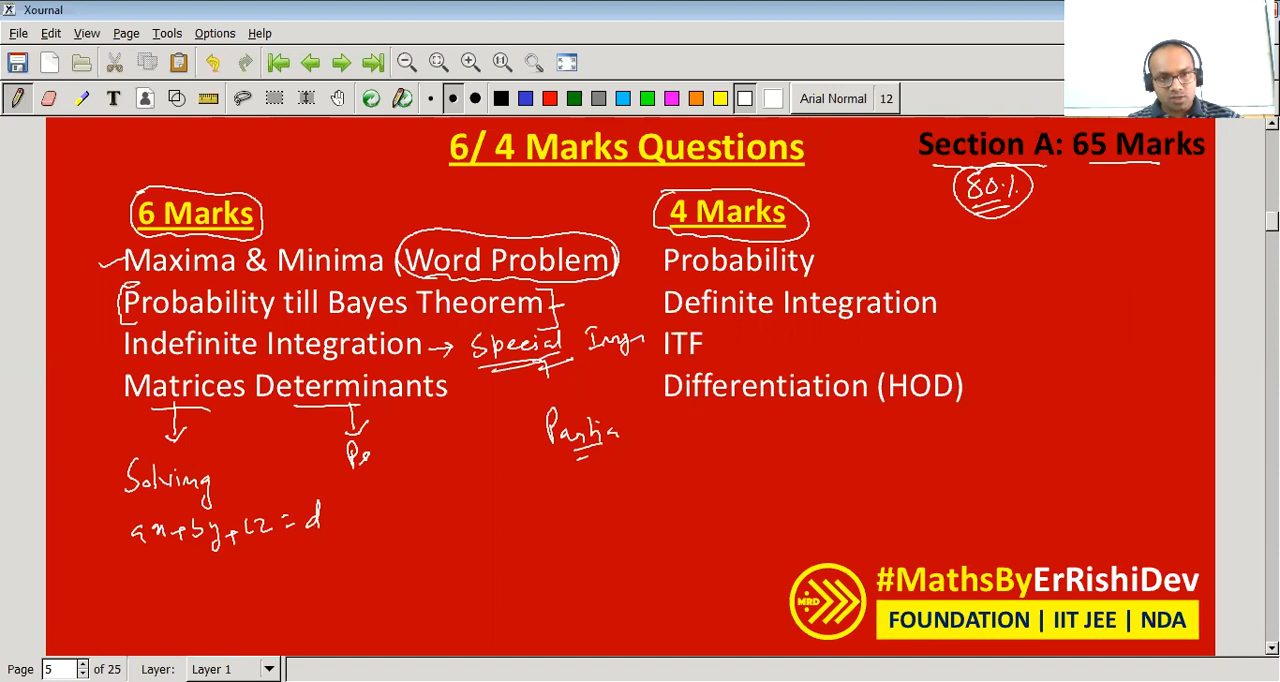 Xournal
File Edit View Page Tools Options Help
Arial Normal 12
6/ 4 Marks Questions
Section A: 65 Marks
80%
6 Marks
4 Marks
Maxima & Minima (Word Problem)
Probability
Probability till Bayes Theorem
Definite Integration
Indefinite Integration → Special
ITF
Matrices Determinants
Differentiation (HOD)
Partia
Solving
ax+by+cz=d
MRD
#MathsByErRishiDev
FOUNDATION | IIT JEE | NDA
Page 5 of 25 Layer: Layer 1